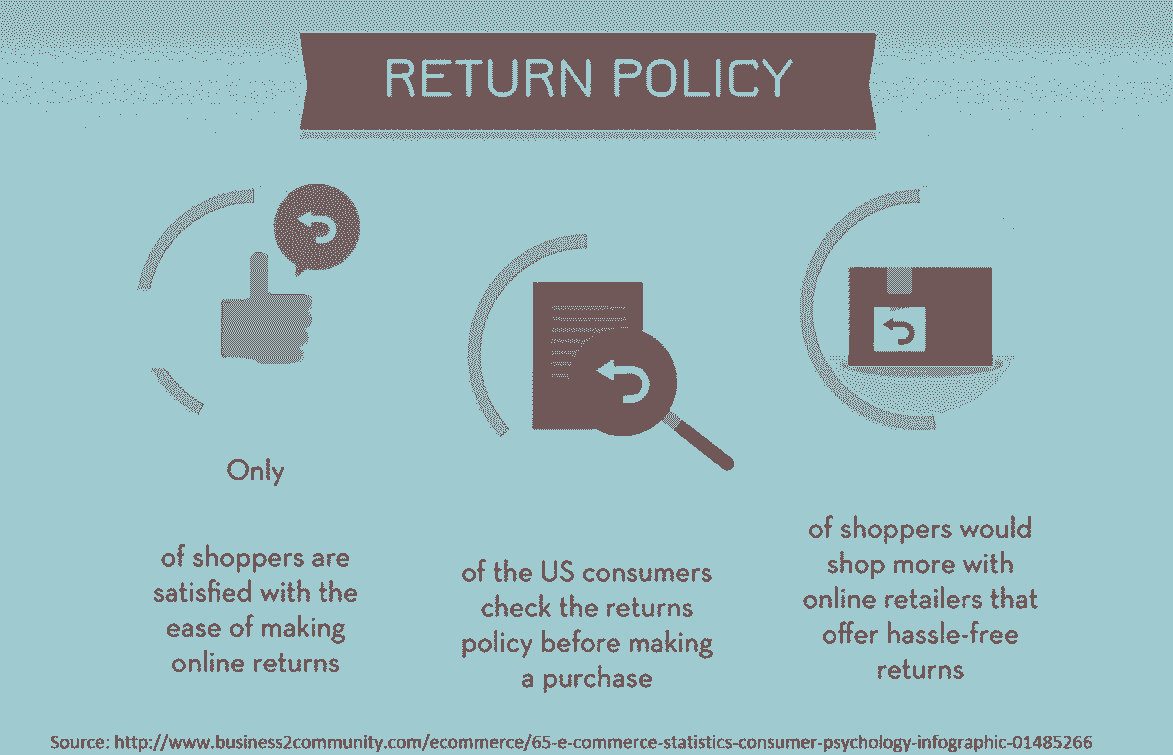 RETURN POLICY
Only
of shoppers are
satisfied with the
ease of making
online returns
of the US consumers
check the returns
policy before making
a purchase
of shoppers would
shop more with
online retailers that
offer hassle-free
returns
Source: http://www.business2community.com/ecommerce/65-e-commerce-statistics-consumer-psychology-infographic-01485266